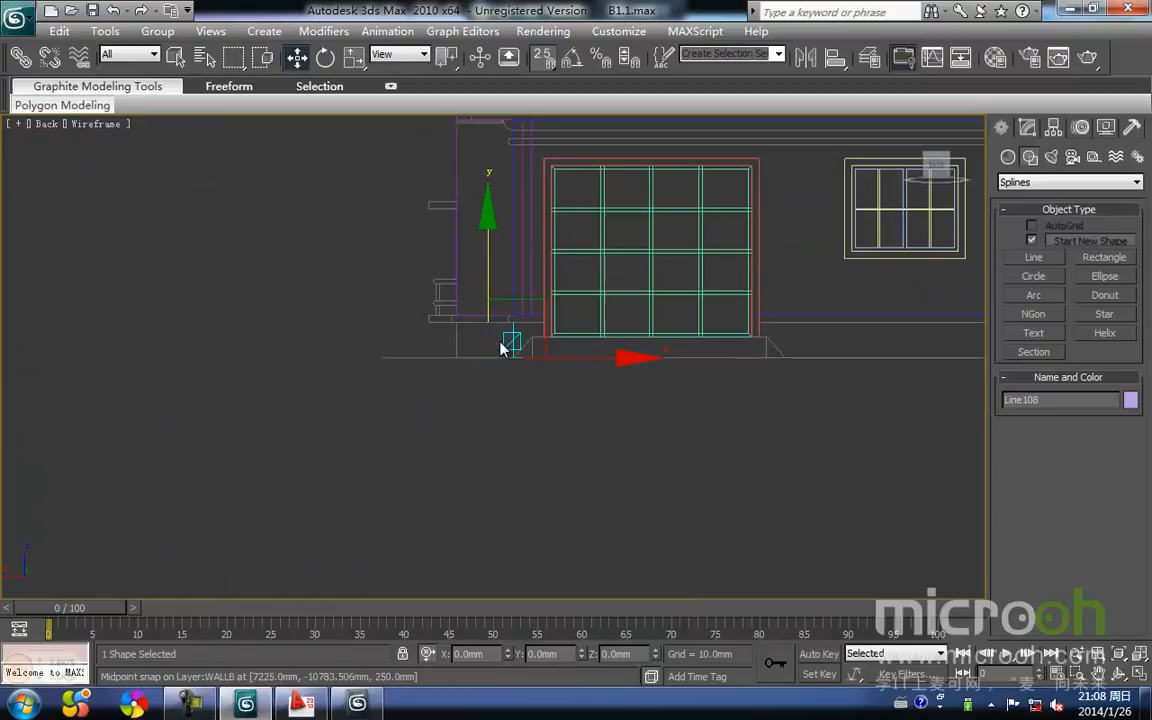 Autodesk 3ds Max 2010 x64 - Unregistered Version B1.1.max
Type a keyword or phrase
Edit Tools Group Views Create Modifiers Animation Graph Editors Rendering Customize MAXScript Help
All
View
2.5
Create Selection Se
Graphite Modeling Tools Freeform Selection
Polygon Modeling
[ + ] Back [] Wireframe ]
y
Splines
Object Type
AutoGrid
Start New Shape
Line Rectangle
Circle Ellipse
Arc Donut
NGon Star
Text Helix
Section
Name and Color
Line108
0 / 100
0 5 10 15 20 25 30 35 40 45 50 55 60 65 70 75 80 85 90 95 100
microoh
www.microoh.com
1 Shape Selected
X: 0.0mm Y: 0.0mm Z: 0.0mm
Grid = 10.0mm
Auto Key Selected
Welcome to MAX:
Midpoint snap on Layer:WALLB at [7225.0mm, -10783.506mm, 250.0mm]
Add Time Tag
Set Key Key Filters...
0
21:08 周日
2014/1/26